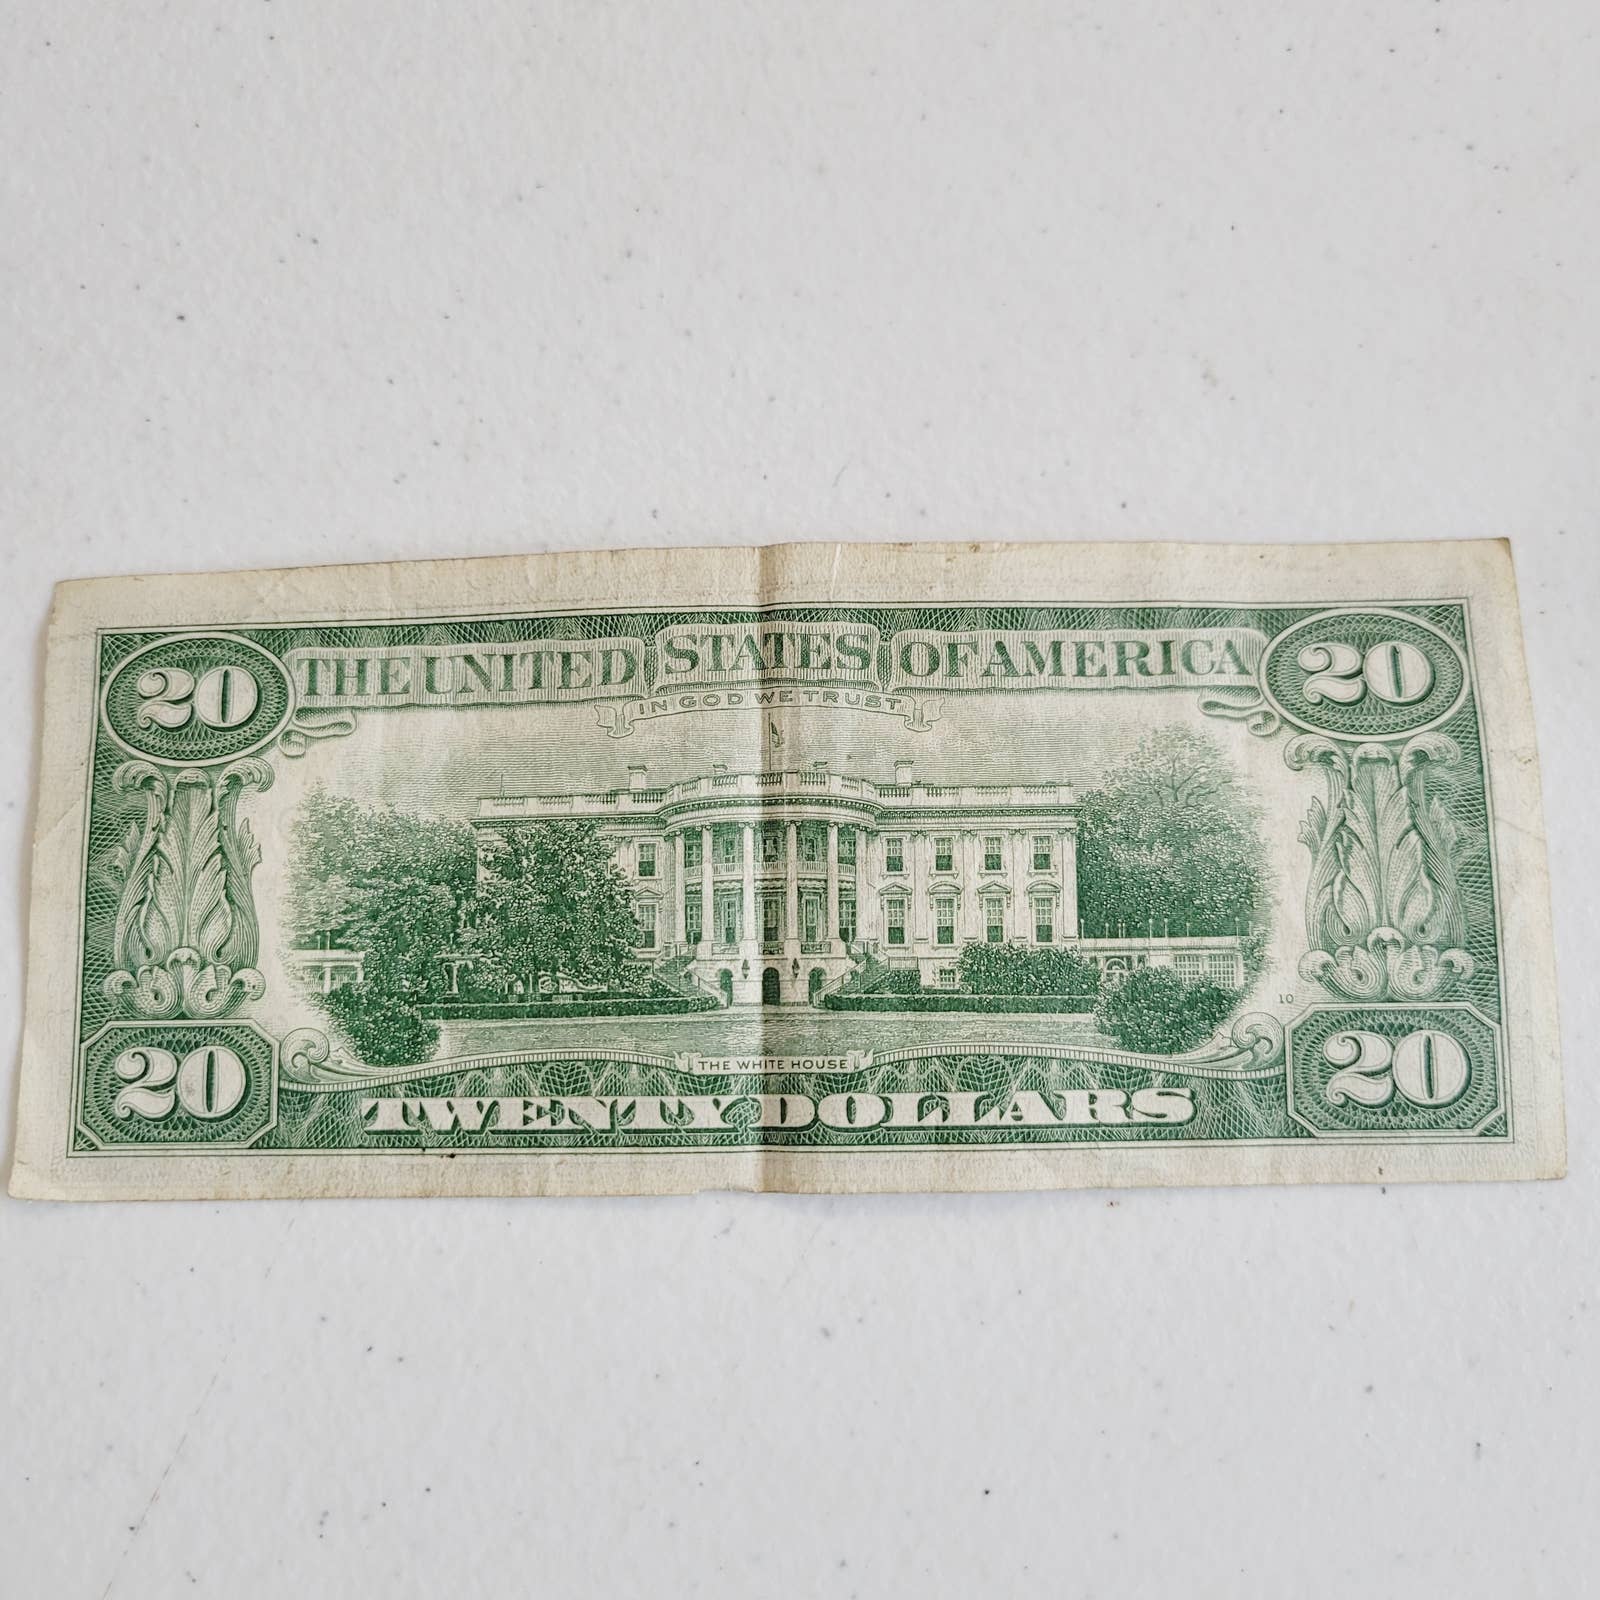 20 THE UNITED STATES OF AMERICA 20
IN GOD WE TRUST
10
THE WHITE HOUSE
20 TWENTY DOLLARS 20